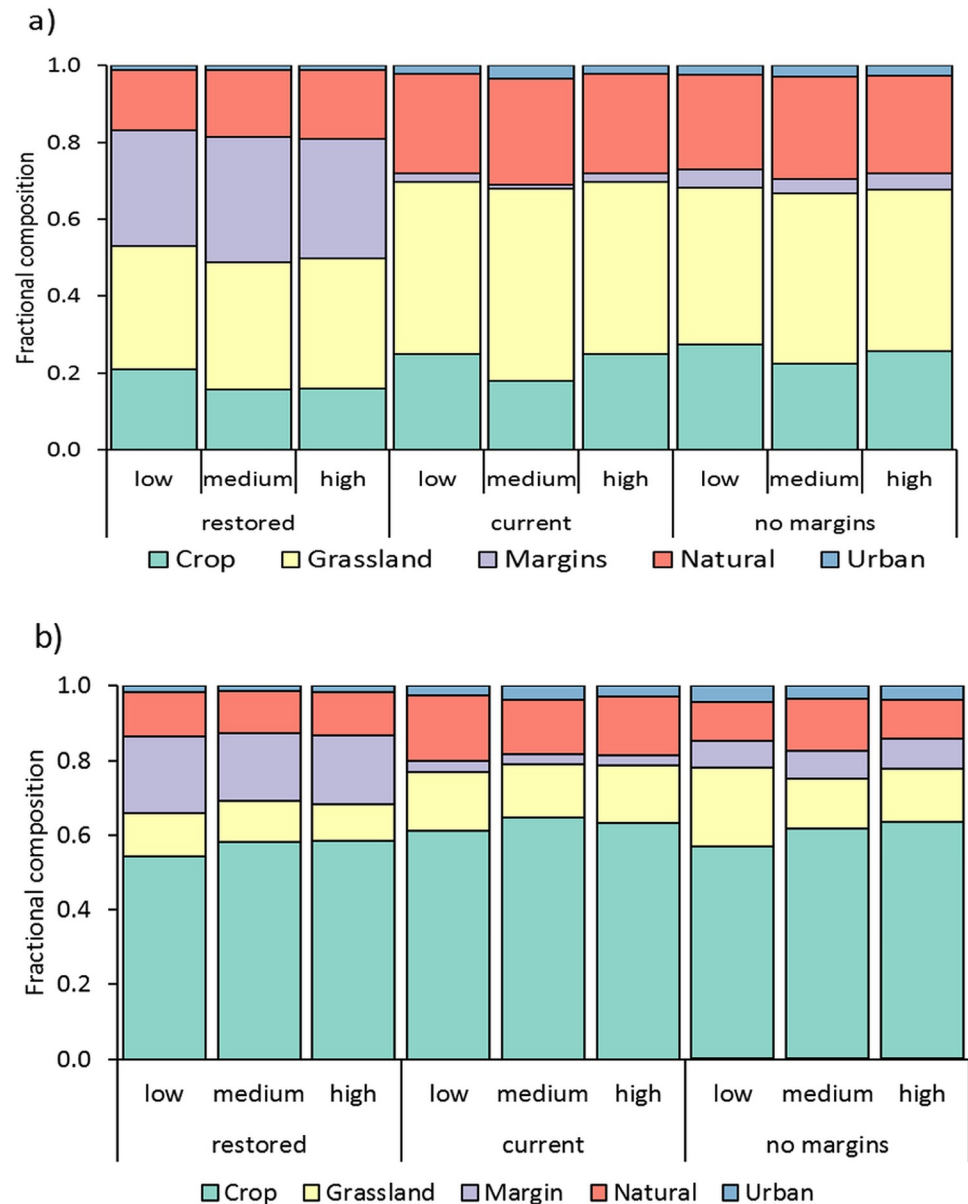 a)
Fractional composition
1.0
0.8
0.6
0.4
0.2
0.0
low medium high low medium high low medium high
restored current no margins
Crop Grassland Margins Natural Urban
b)
Fractional composition
1.0
0.8
0.6
0.4
0.2
0.0
low medium high low medium high low medium high
restored current no margins
Crop Grassland Margin Natural Urban